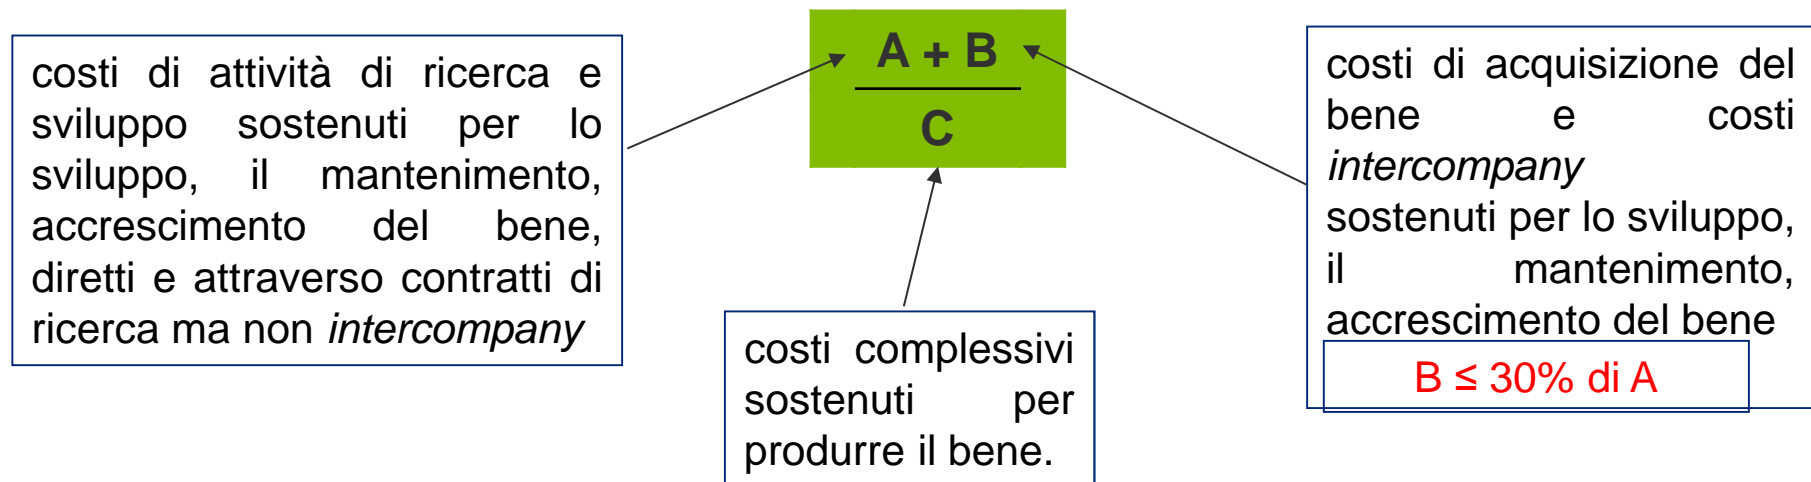 costi di attività di ricerca e
sviluppo sostenuti per lo
sviluppo, il mantenimento,
accrescimento del bene,
diretti e attraverso contratti di
ricerca ma non intercompany
A + B
C
costi complessivi
sostenuti per
produrre il bene.
costi di acquisizione del
bene e costi
intercompany
sostenuti per lo sviluppo,
il mantenimento,
accrescimento del bene
B ≤ 30% di A